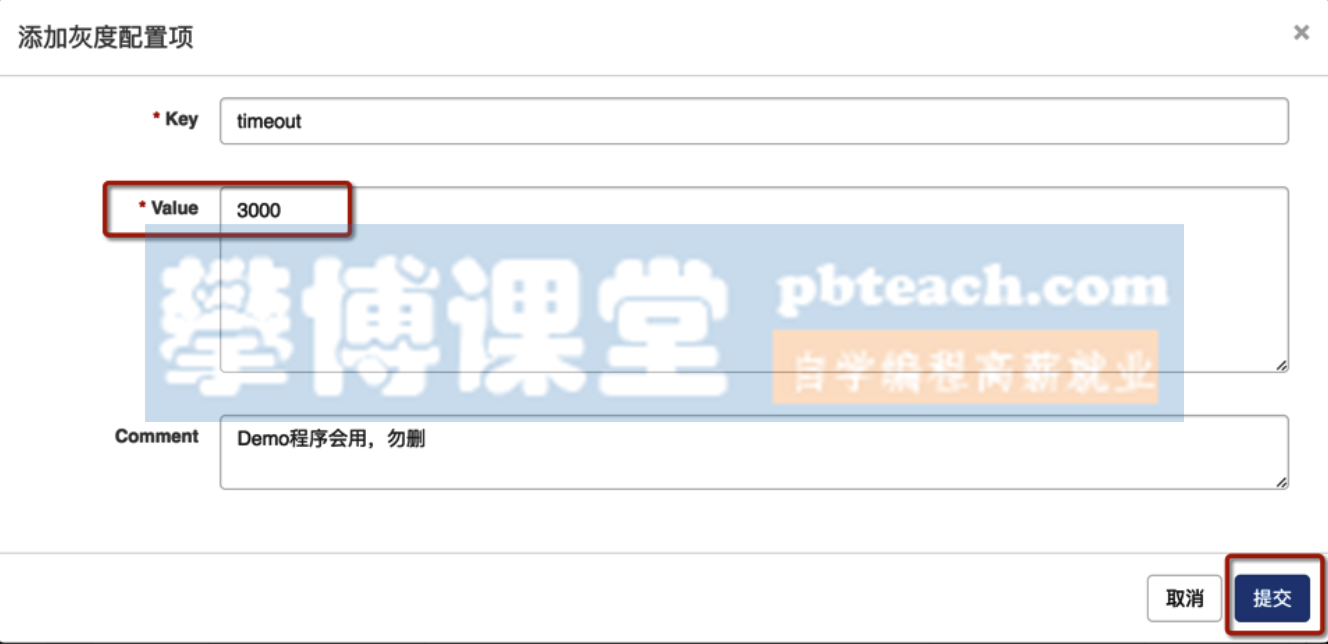 添加灰度配置项
×
* Key
timeout
* Value
3000
攀博课堂
pbteach.com
自学编程高薪就业
Comment
Demo程序会用，勿删
取消
提交